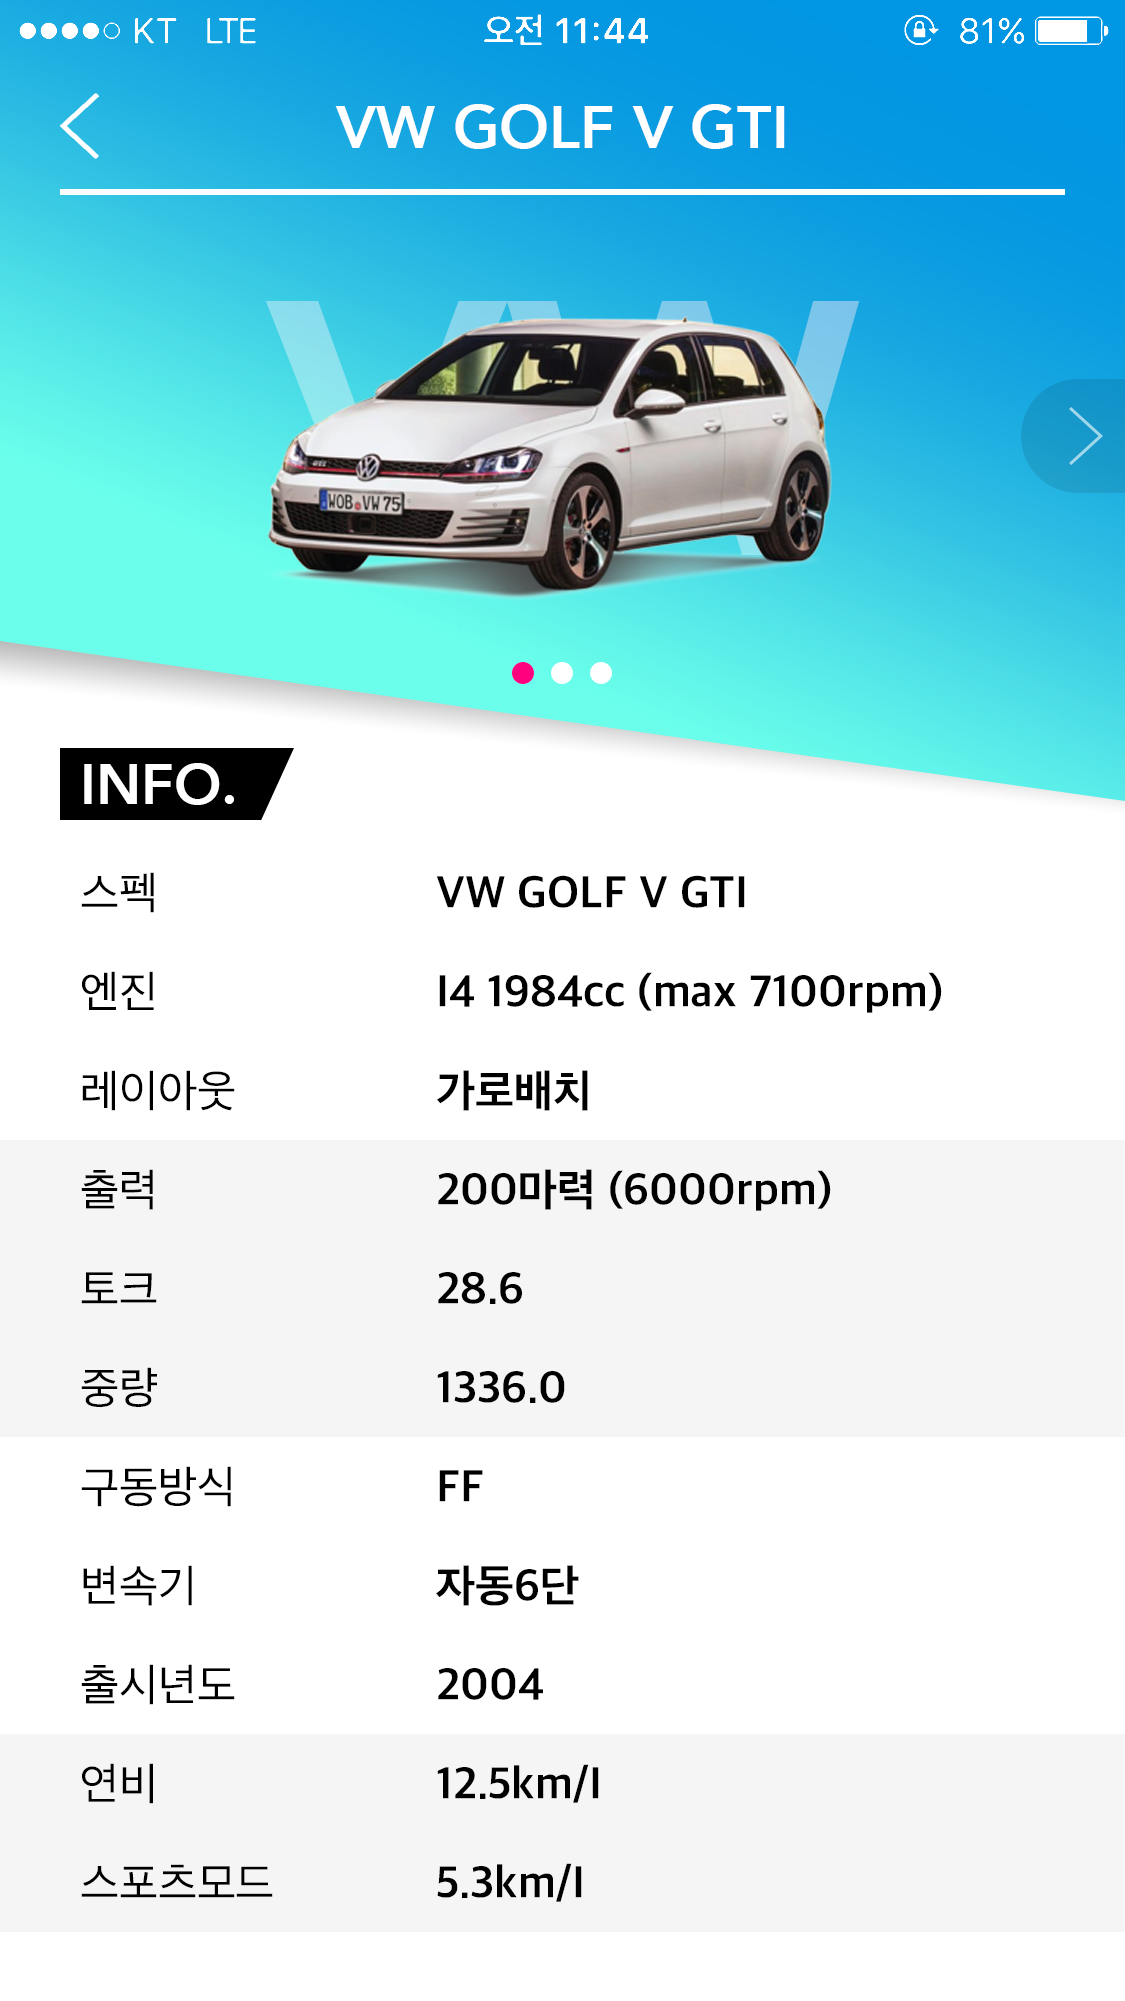 KT LTE 오전 11:44 81%
VW GOLF V GTI
VW
GTI
WOB VW 75
INFO.
스펙 VW GOLF V GTI
엔진 I4 1984cc (max 7100rpm)
레이아웃 가로배치
출력 200마력 (6000rpm)
토크 28.6
중량 1336.0
구동방식 FF
변속기 자동6단
출시년도 2004
연비 12.5km/l
스포츠모드 5.3km/l